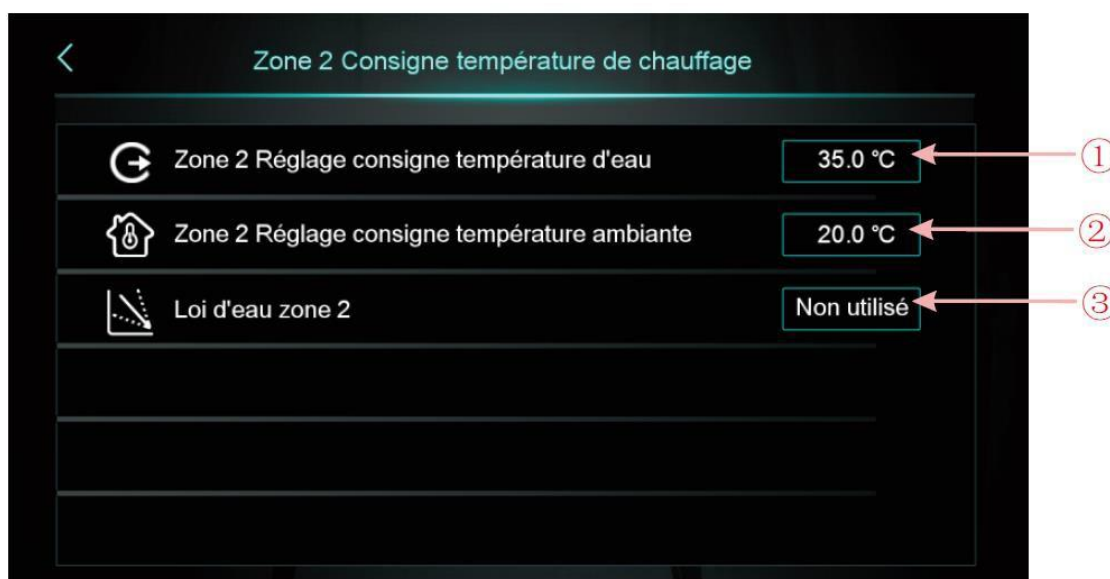 Zone 2 Consigne température de chauffage
Zone 2 Réglage consigne température d'eau 35.0 ℃ ①
Zone 2 Réglage consigne température ambiante 20.0 ℃ ②
Loi d'eau zone 2 Non utilisé ③